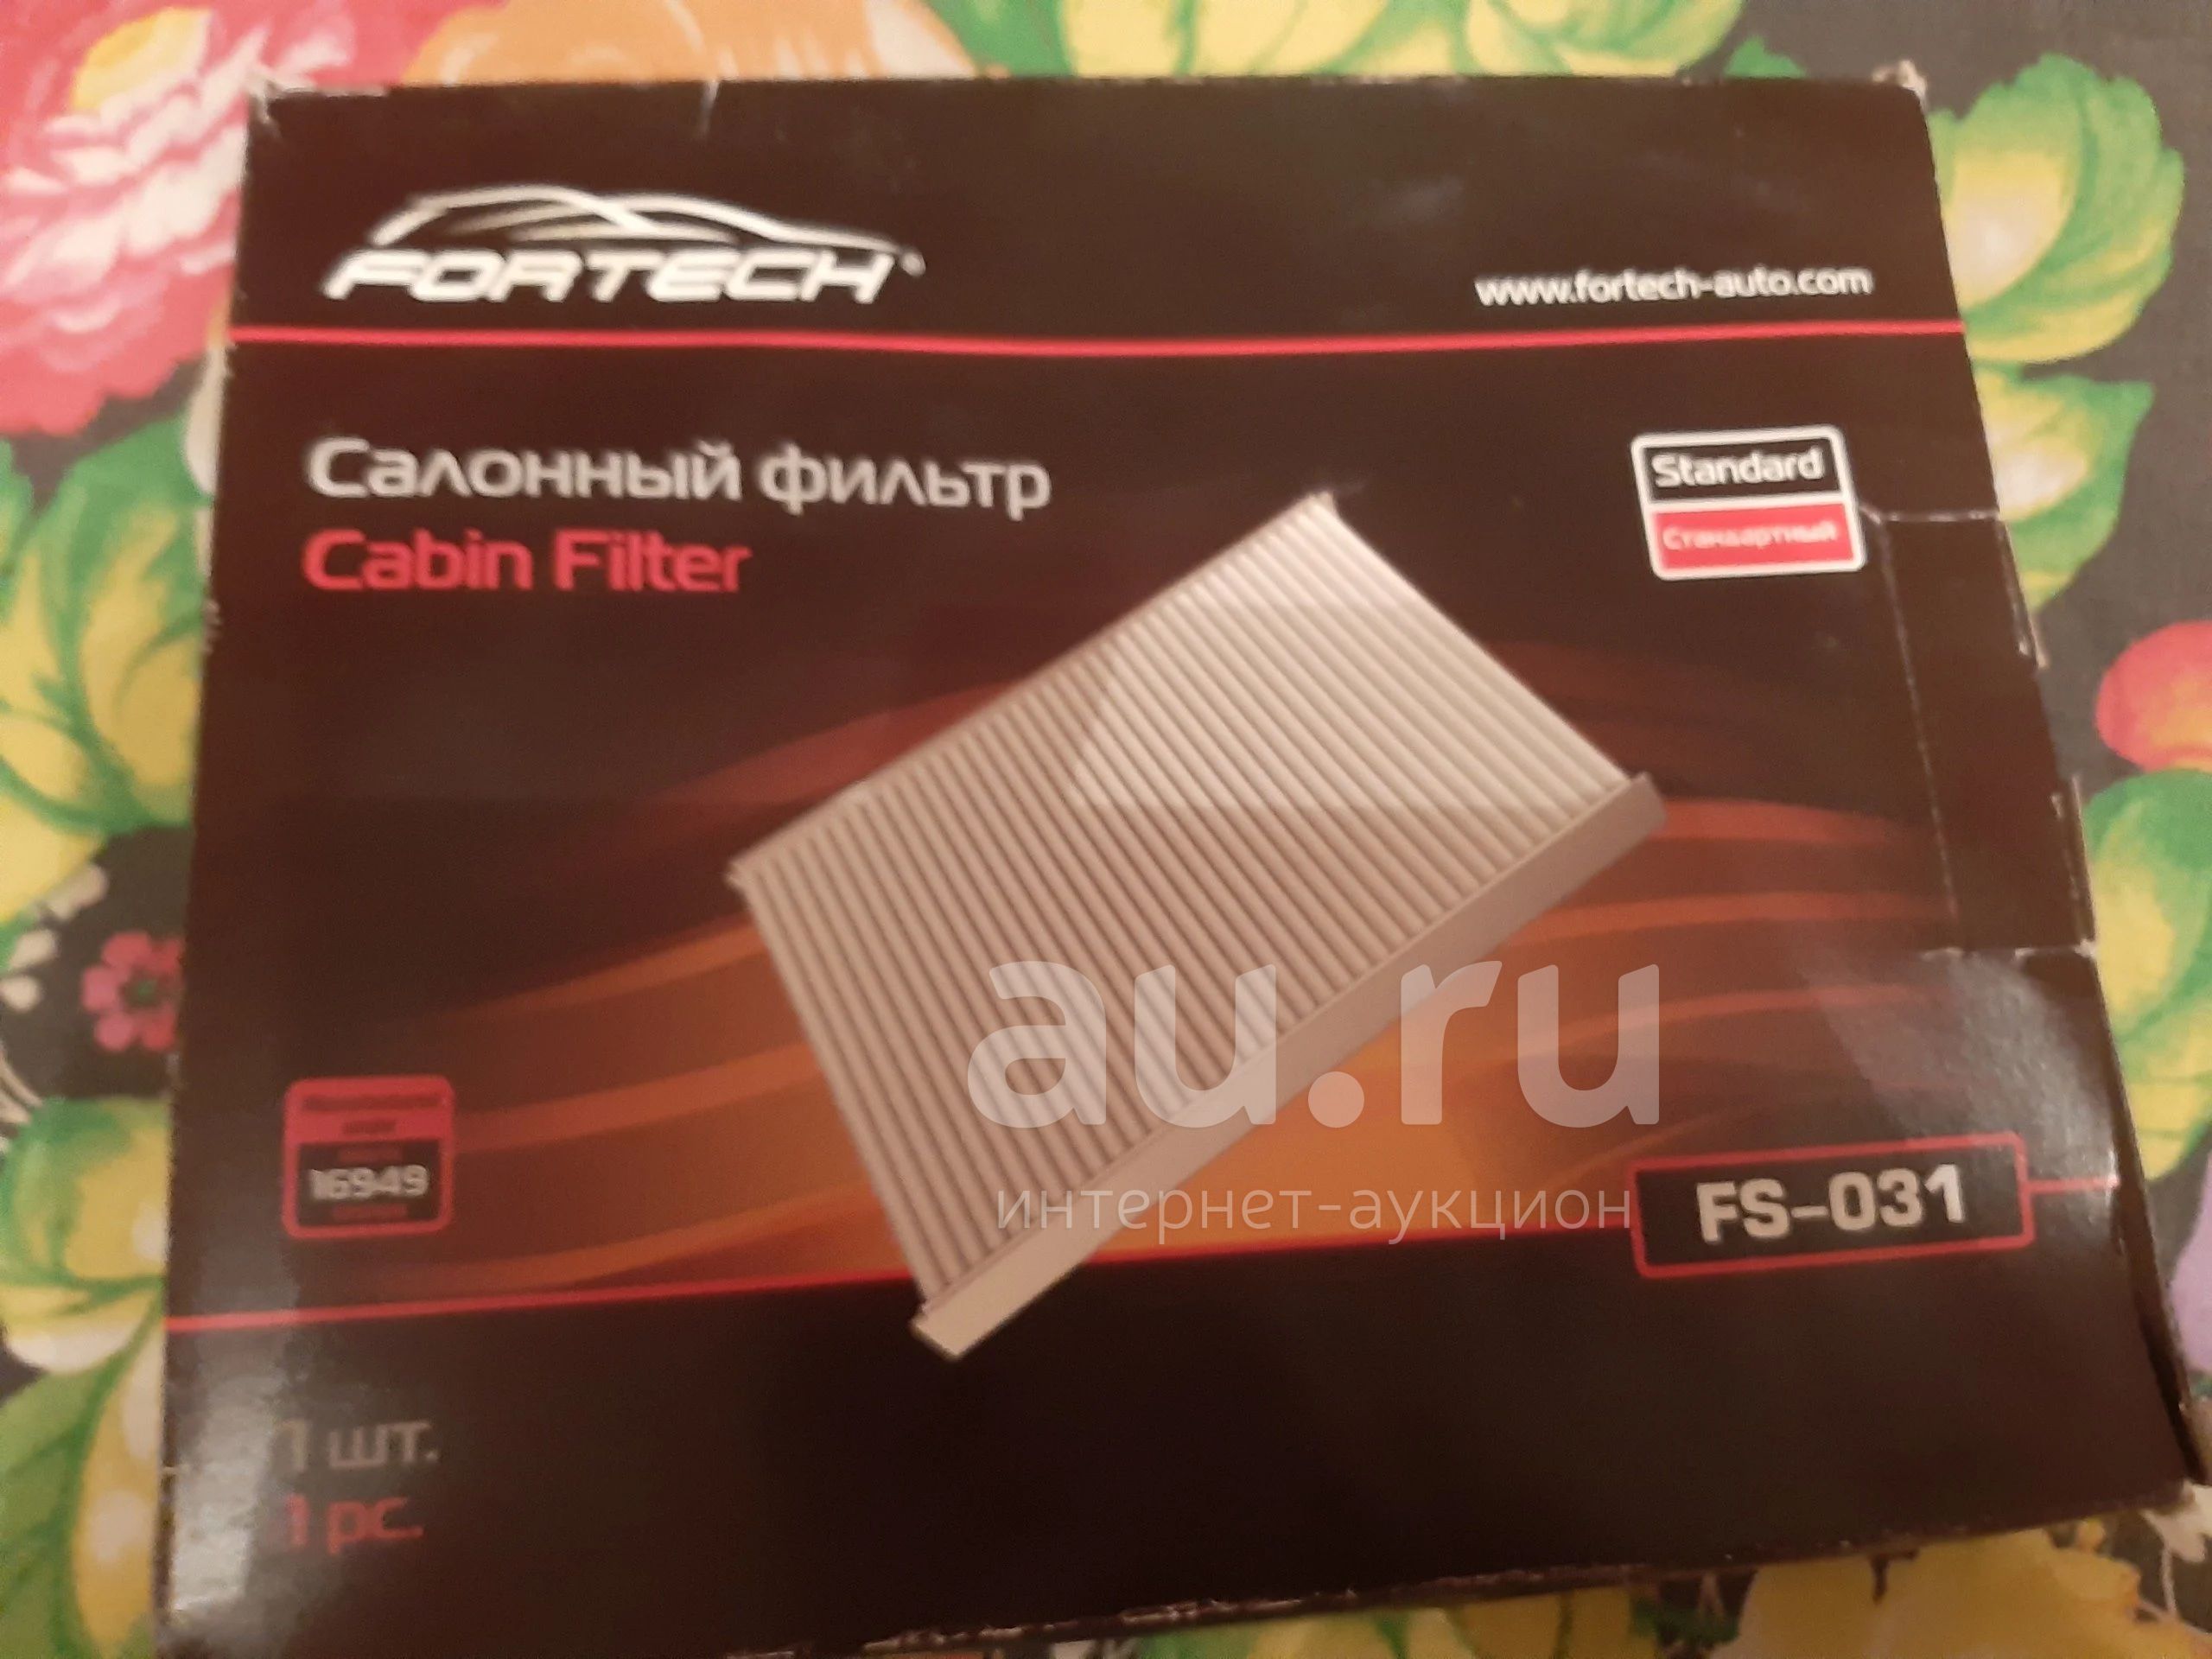 FORTECH®
www.fortech-auto.com
Салонный фильтр
Cabin Filter
Standard
Стандартный
au.ru
интернет-аукцион
16949
FS-031
1 шт.
1 pc.